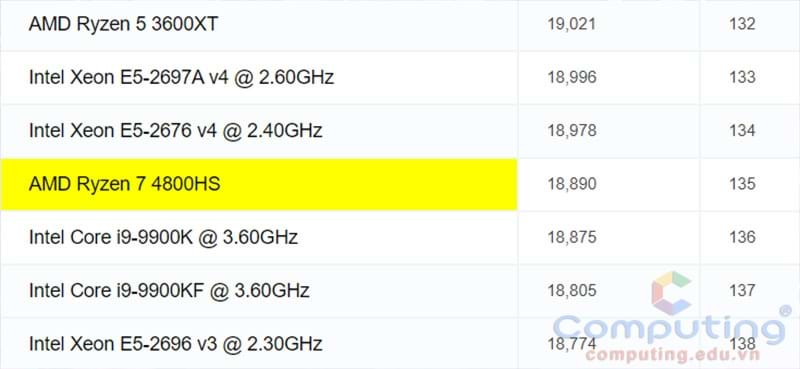 AMD Ryzen 5 3600XT 19,021 132
Intel Xeon E5-2697A v4 @ 2.60GHz 18,996 133
Intel Xeon E5-2676 v4 @ 2.40GHz 18,978 134
AMD Ryzen 7 4800HS 18,890 135
Intel Core i9-9900K @ 3.60GHz 18,875 136
Intel Core i9-9900KF @ 3.60GHz 18,805 137
Intel Xeon E5-2696 v3 @ 2.30GHz 18,774 138
Computing®
computing.edu.vn